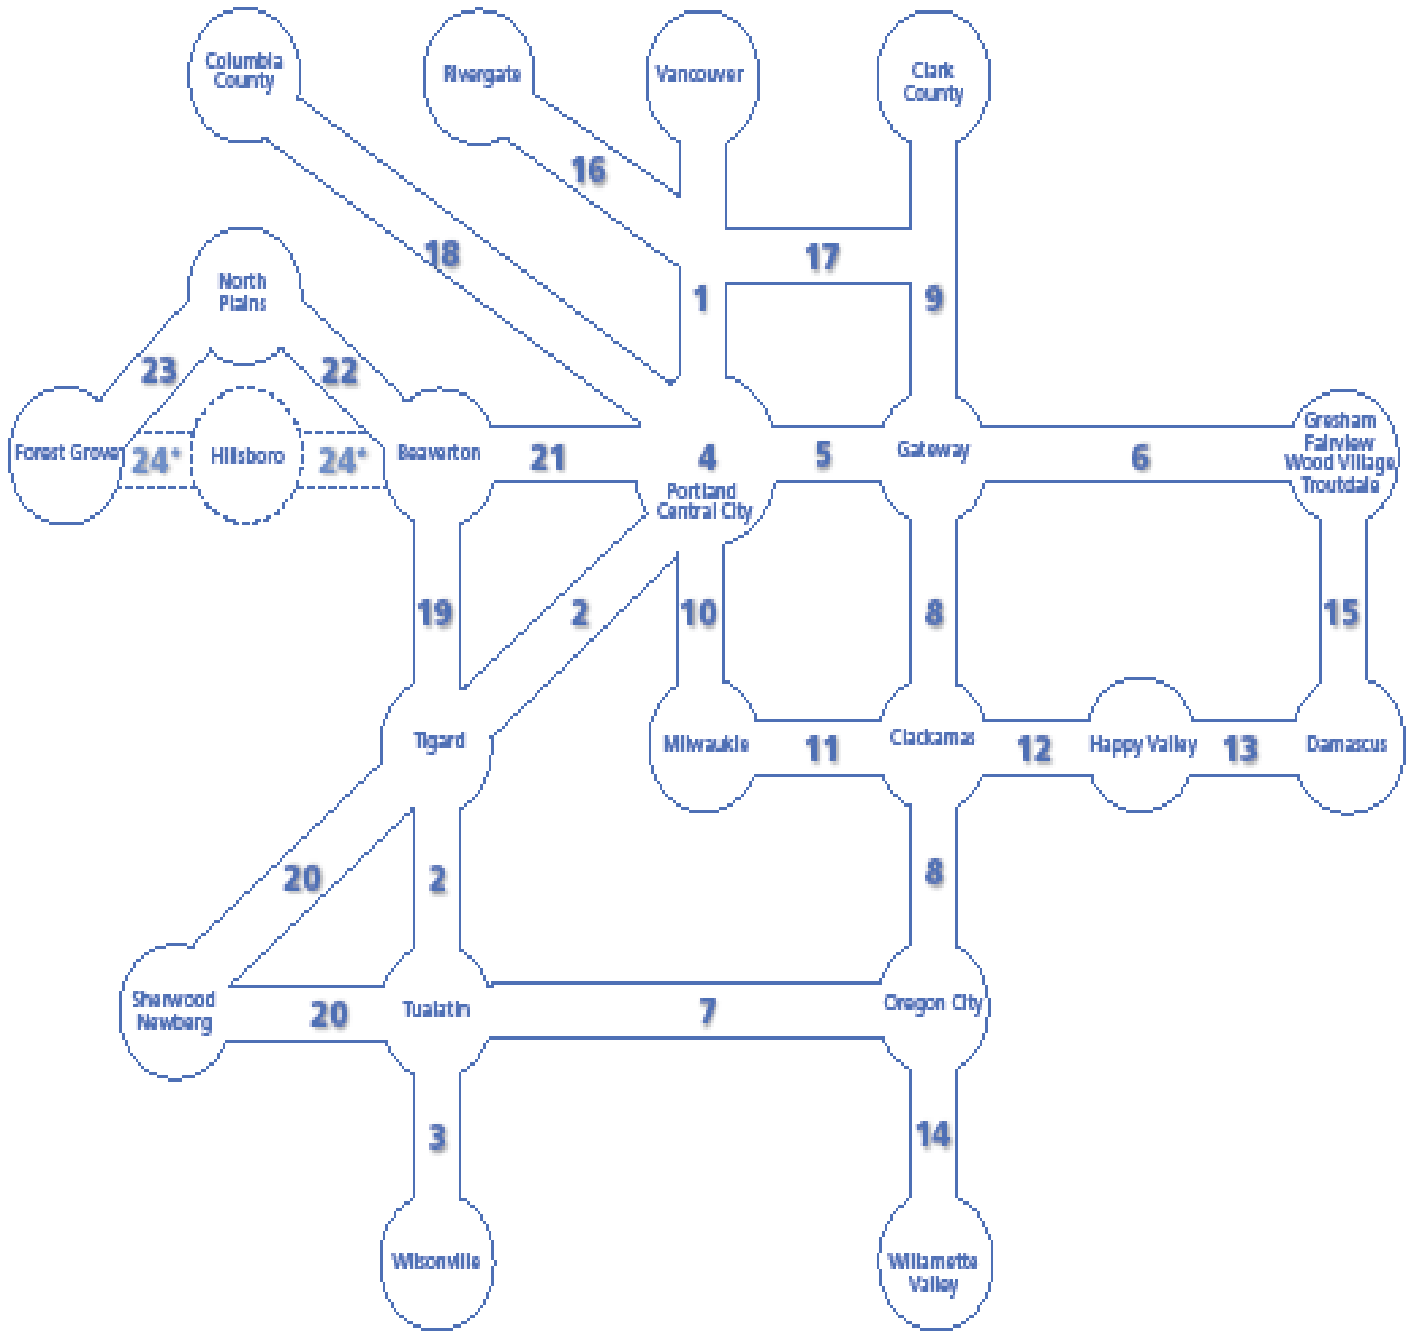 Columbia
County
Rivergate
Vancouver
Clark
County
16
18
17
North
Plains
1
9
23
22
Gresham
Fairview
Wood Village
Troutdale
Forest Grove
24*
Hillsboro
24*
Beaverton
21
4
5
Gateway
6
Portland
Central City
19
2
10
8
15
Tigard
Milwaukie
11
Clackamas
12
Happy Valley
13
Damascus
20
2
8
Sherwood
Newberg
20
Tualatin
7
Oregon City
3
14
Wilsonville
Willamette
Valley